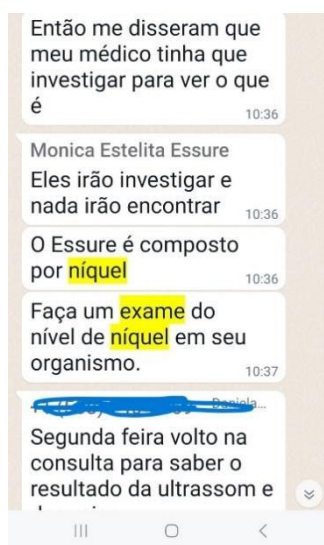 Então me disseram que
meu médico tinha que
investigar para ver o que
é
10:36
Monica Estelita Essure
Eles irão investigar e
nada irão encontrar
10:36
O Essure é composto
por níquel
10:36
Faça um exame do
nível de níquel em seu
organismo.
10:37
Daniela...
Segunda feira volto na
consulta para saber o
resultado da ultrassom e